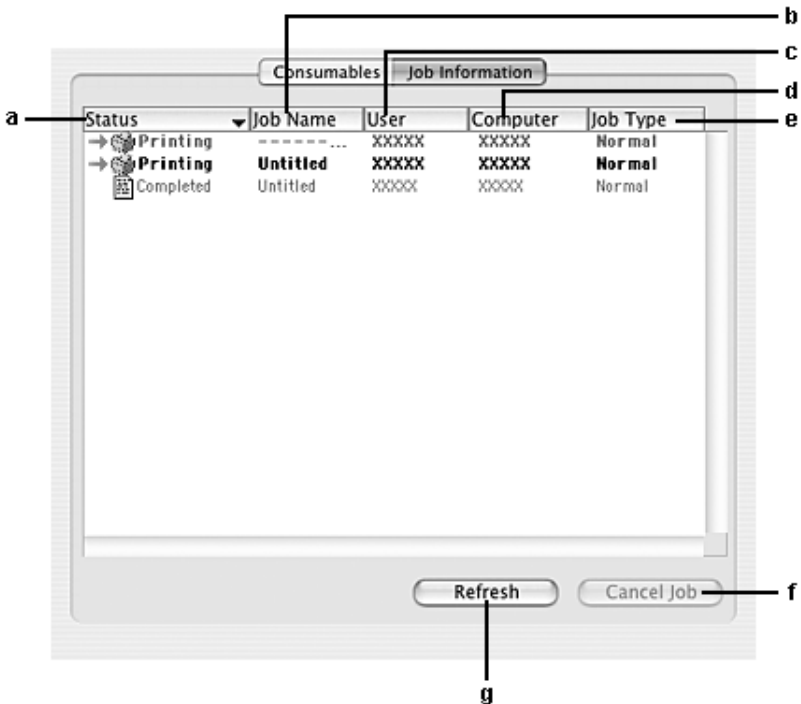 b
c
Consumables Job Information
d
a Status Job Name User Computer Job Type e
Printing ------... XXXXX XXXXX Normal
Printing Untitled XXXXX XXXXX Normal
Completed Untitled XXXXX XXXXX Normal
Refresh Cancel Job f
g